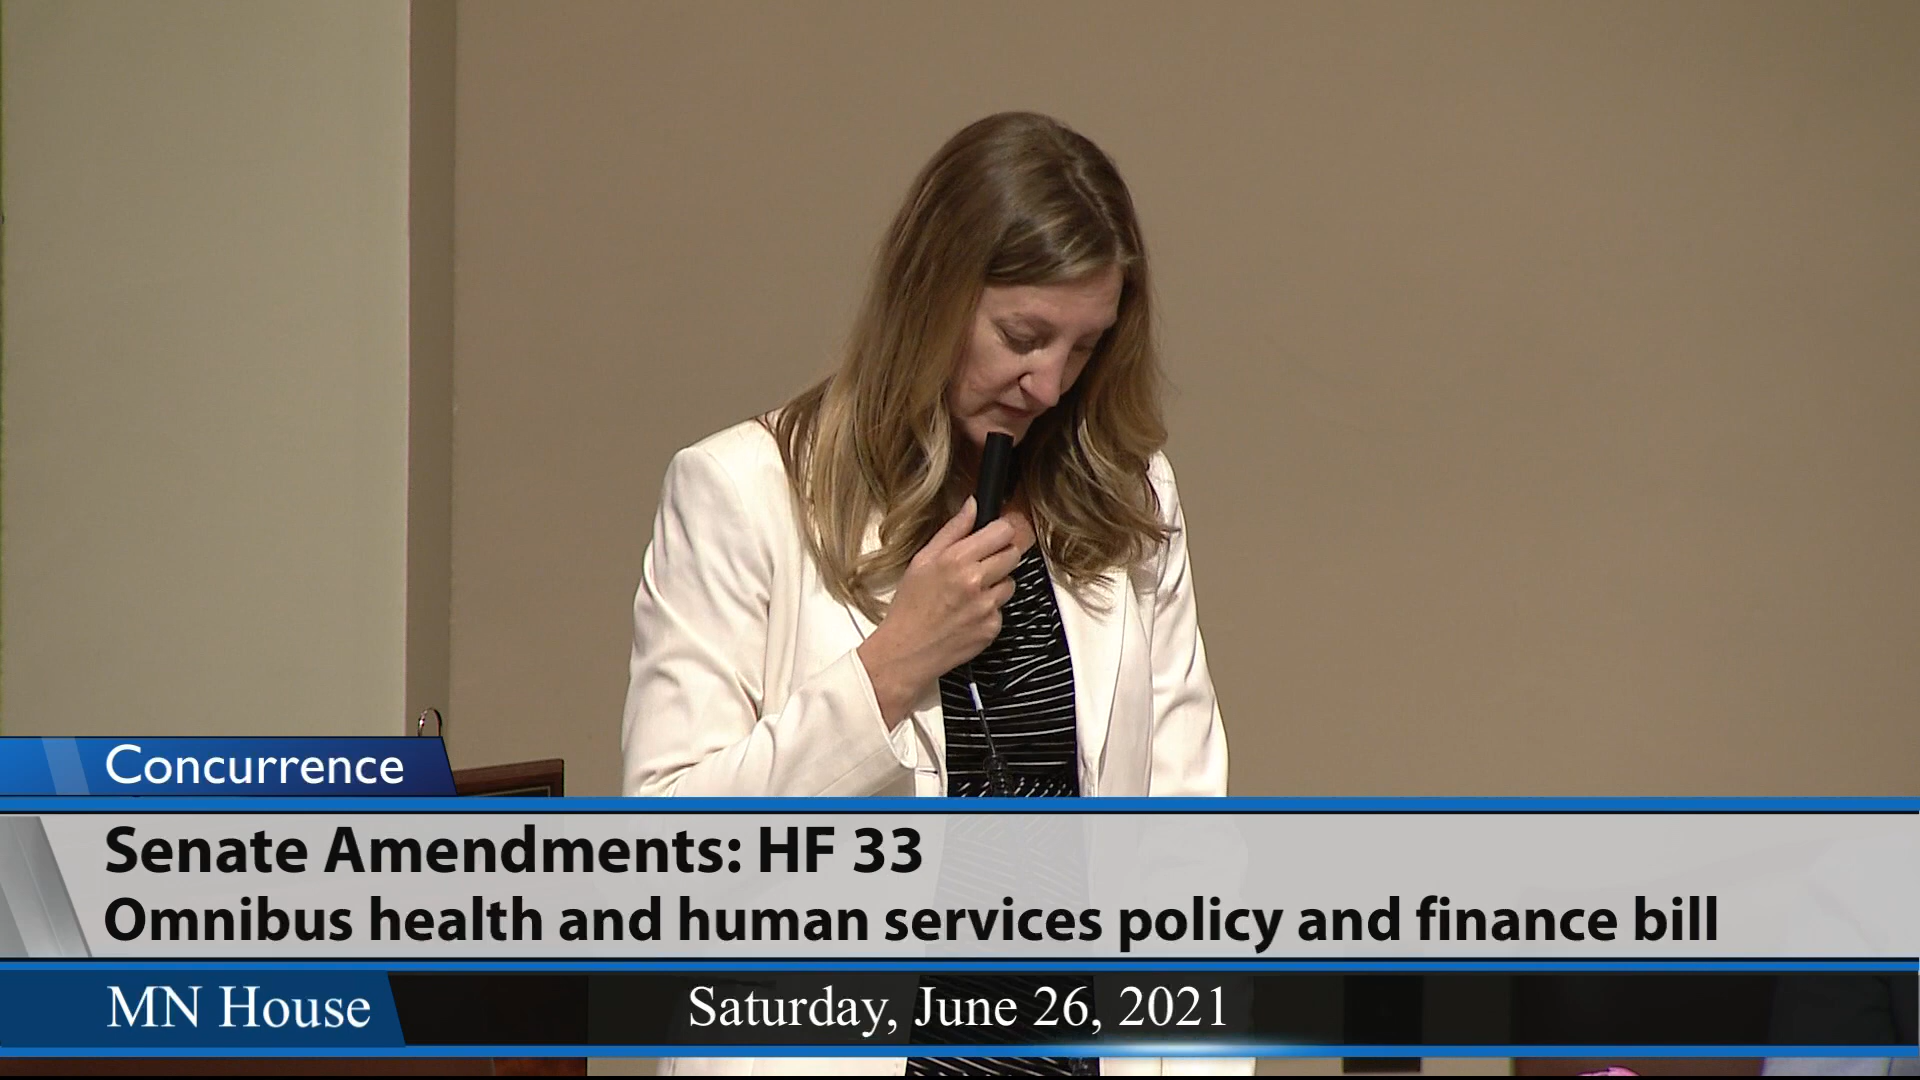 Concurrence
Senate Amendments: HF 33
Omnibus health and human services policy and finance bill
MN House
Saturday, June 26, 2021